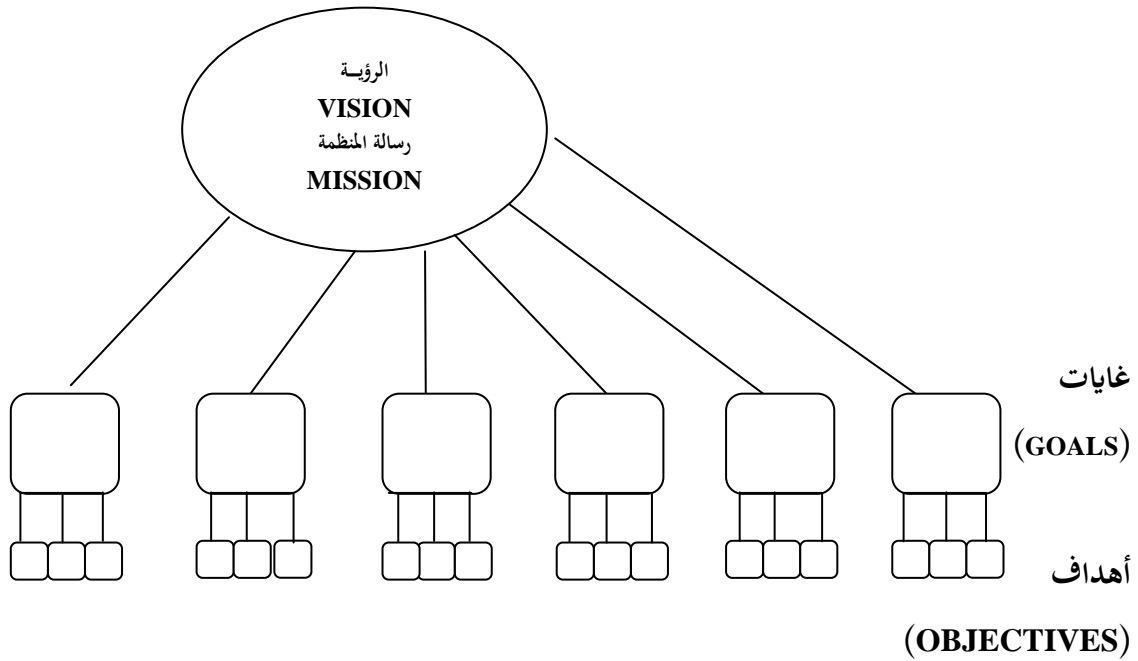 الرؤيــة
VISION
رسالة المنظمة
MISSION
غايات
(GOALS)
أهداف
(OBJECTIVES)